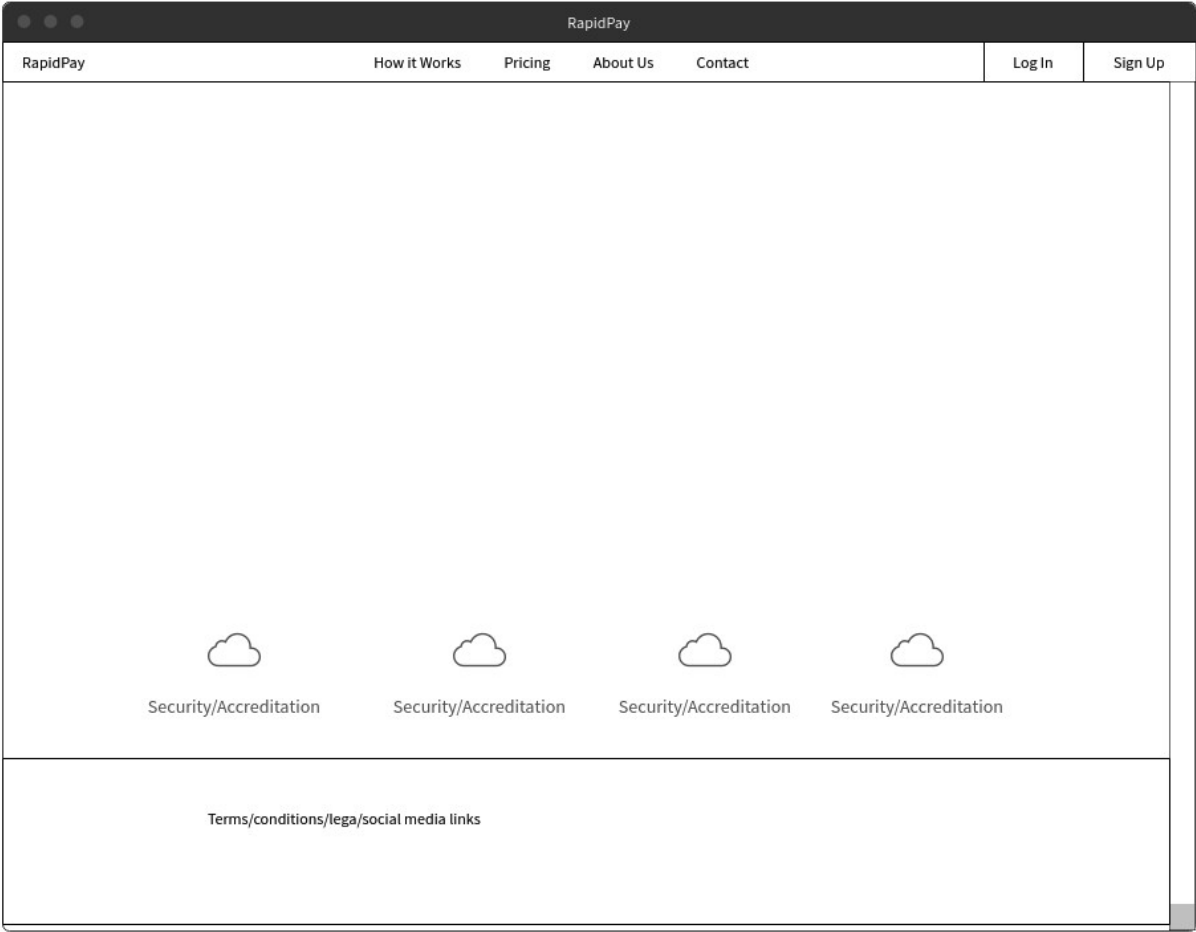 RapidPay
RapidPay How it Works Pricing About Us Contact Log In Sign Up
Security/Accreditation Security/Accreditation Security/Accreditation Security/Accreditation
Terms/conditions/lega/social media links